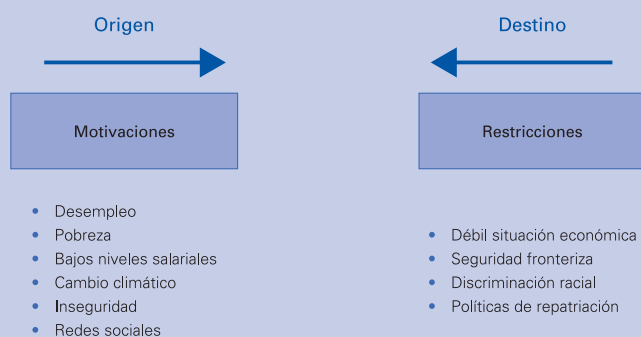 Origen
Destino
Motivaciones
Restricciones
• Desempleo
• Pobreza
• Bajos niveles salariales
• Cambio climático
• Inseguridad
• Redes sociales
• Débil situación económica
• Seguridad fronteriza
• Discriminación racial
• Políticas de repatriación